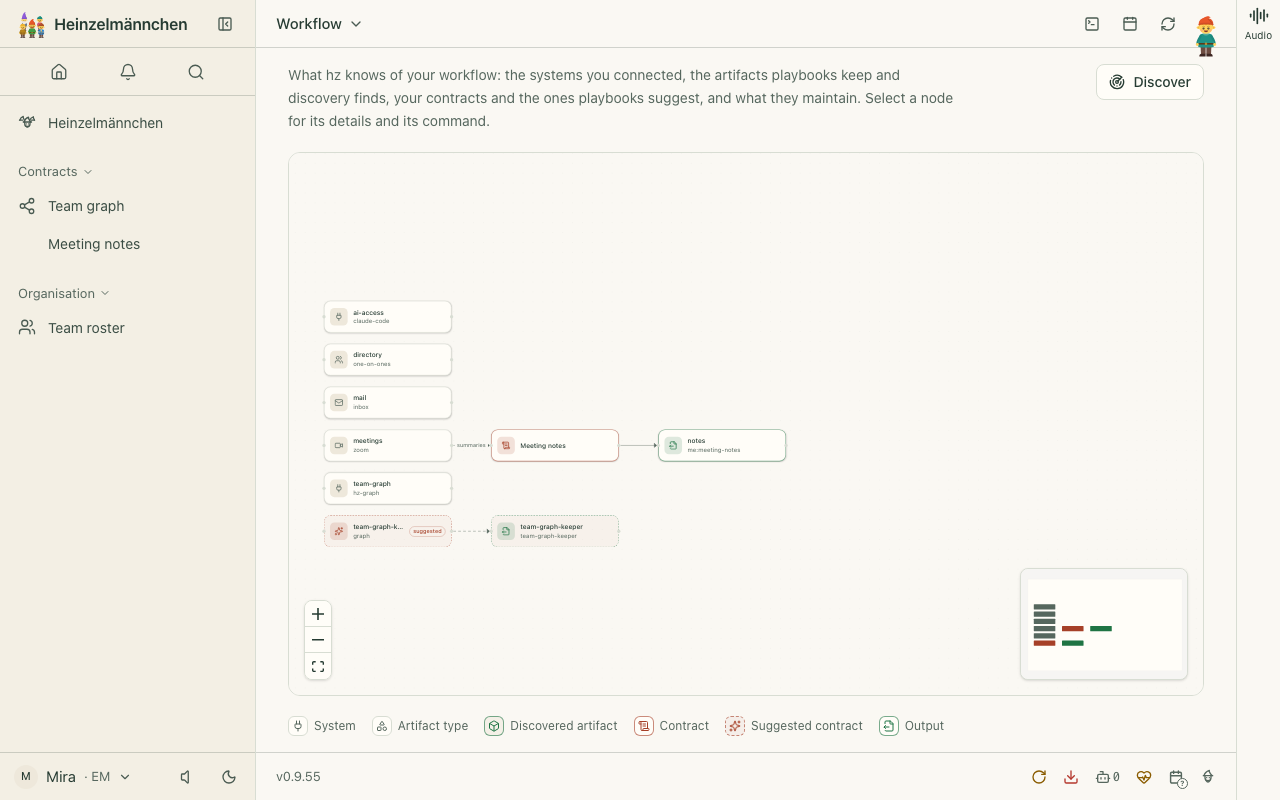 Heinzelmännchen
Workflow
Audio
Heinzelmännchen
Contracts
Team graph
Meeting notes
Organisation
Team roster
What hz knows of your workflow: the systems you connected, the artifacts playbooks keep and
discovery finds, your contracts and the ones playbooks suggest, and what they maintain. Select a node
for its details and its command.
Discover
ai-access
claude-code
directory
one-on-ones
mail
inbox
meetings
zoom
summaries
Meeting notes
notes
me:meeting-notes
team-graph
hz-graph
team-graph-k...
graph
suggested
team-graph-keeper
team-graph-keeper
System
Artifact type
Discovered artifact
Contract
Suggested contract
Output
M
Mira · EM
v0.9.55
0
?